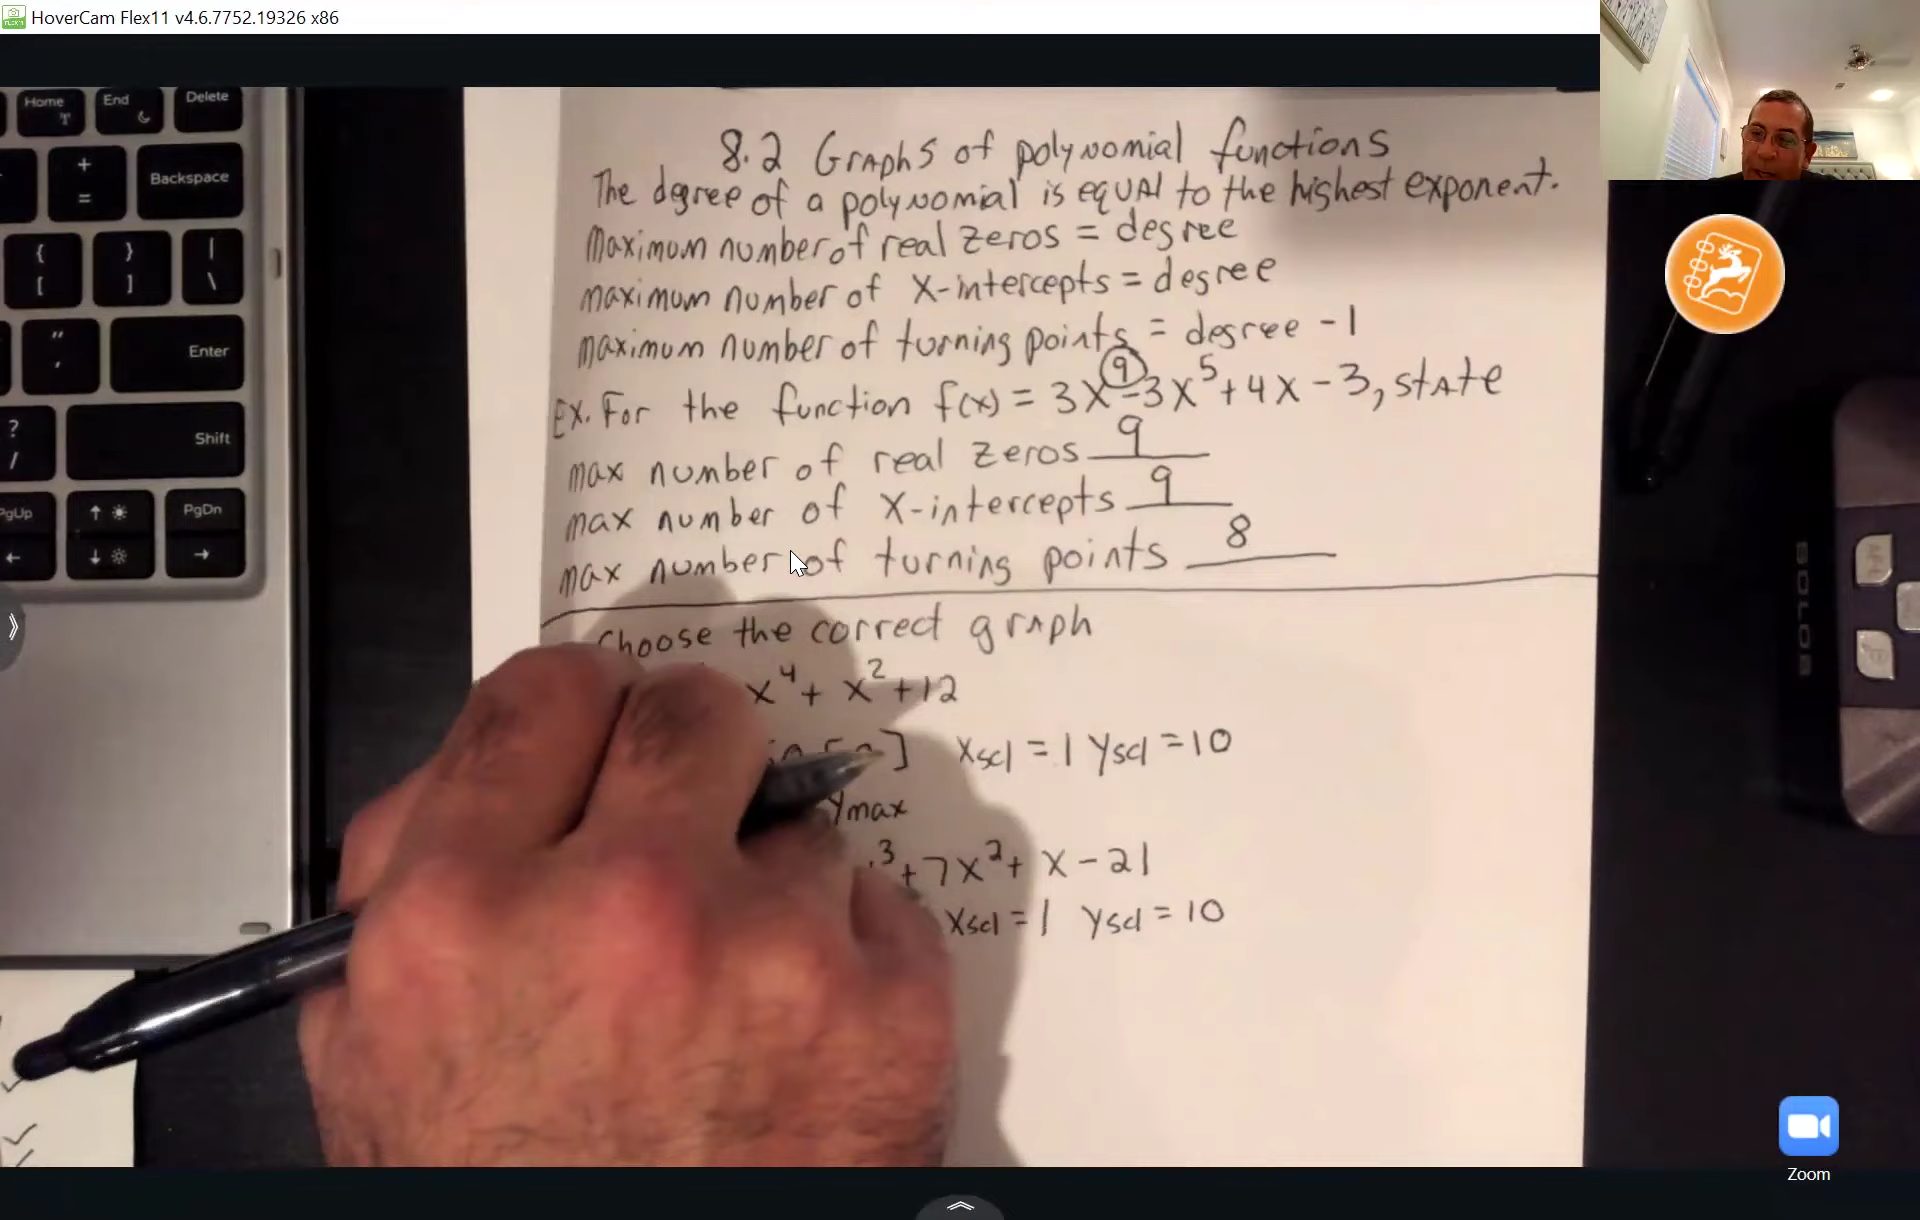 HoverCam Flex11 v4.6.7752.19326 x86
Home End Delete
+ = Backspace
{ [ } ] | \
" ' Enter
? / Shift
PgUp PgDn
8.2 Graphs of polynomial functions
The degree of a polynomial is equal to the highest exponent.
Maximum number of real zeros = degree
maximum number of x-intercepts = degree
maximum number of turning points = degree - 1
Ex. For the function f(x) = 3x⁹ - 3x⁵ + 4x - 3, state
max number of real zeros 9
max number of x-intercepts 9
max number of turning points 8
Choose the correct graph
x⁴ + x² + 12
] Xscl = 1 Yscl = 10
Ymax
³ + 7x² + x - 21
Xscl = 1 Yscl = 10
BOLDR
Zoom